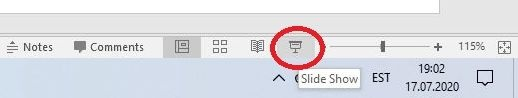 Notes Comments 115%
Slide Show EST 19:02
17.07.2020